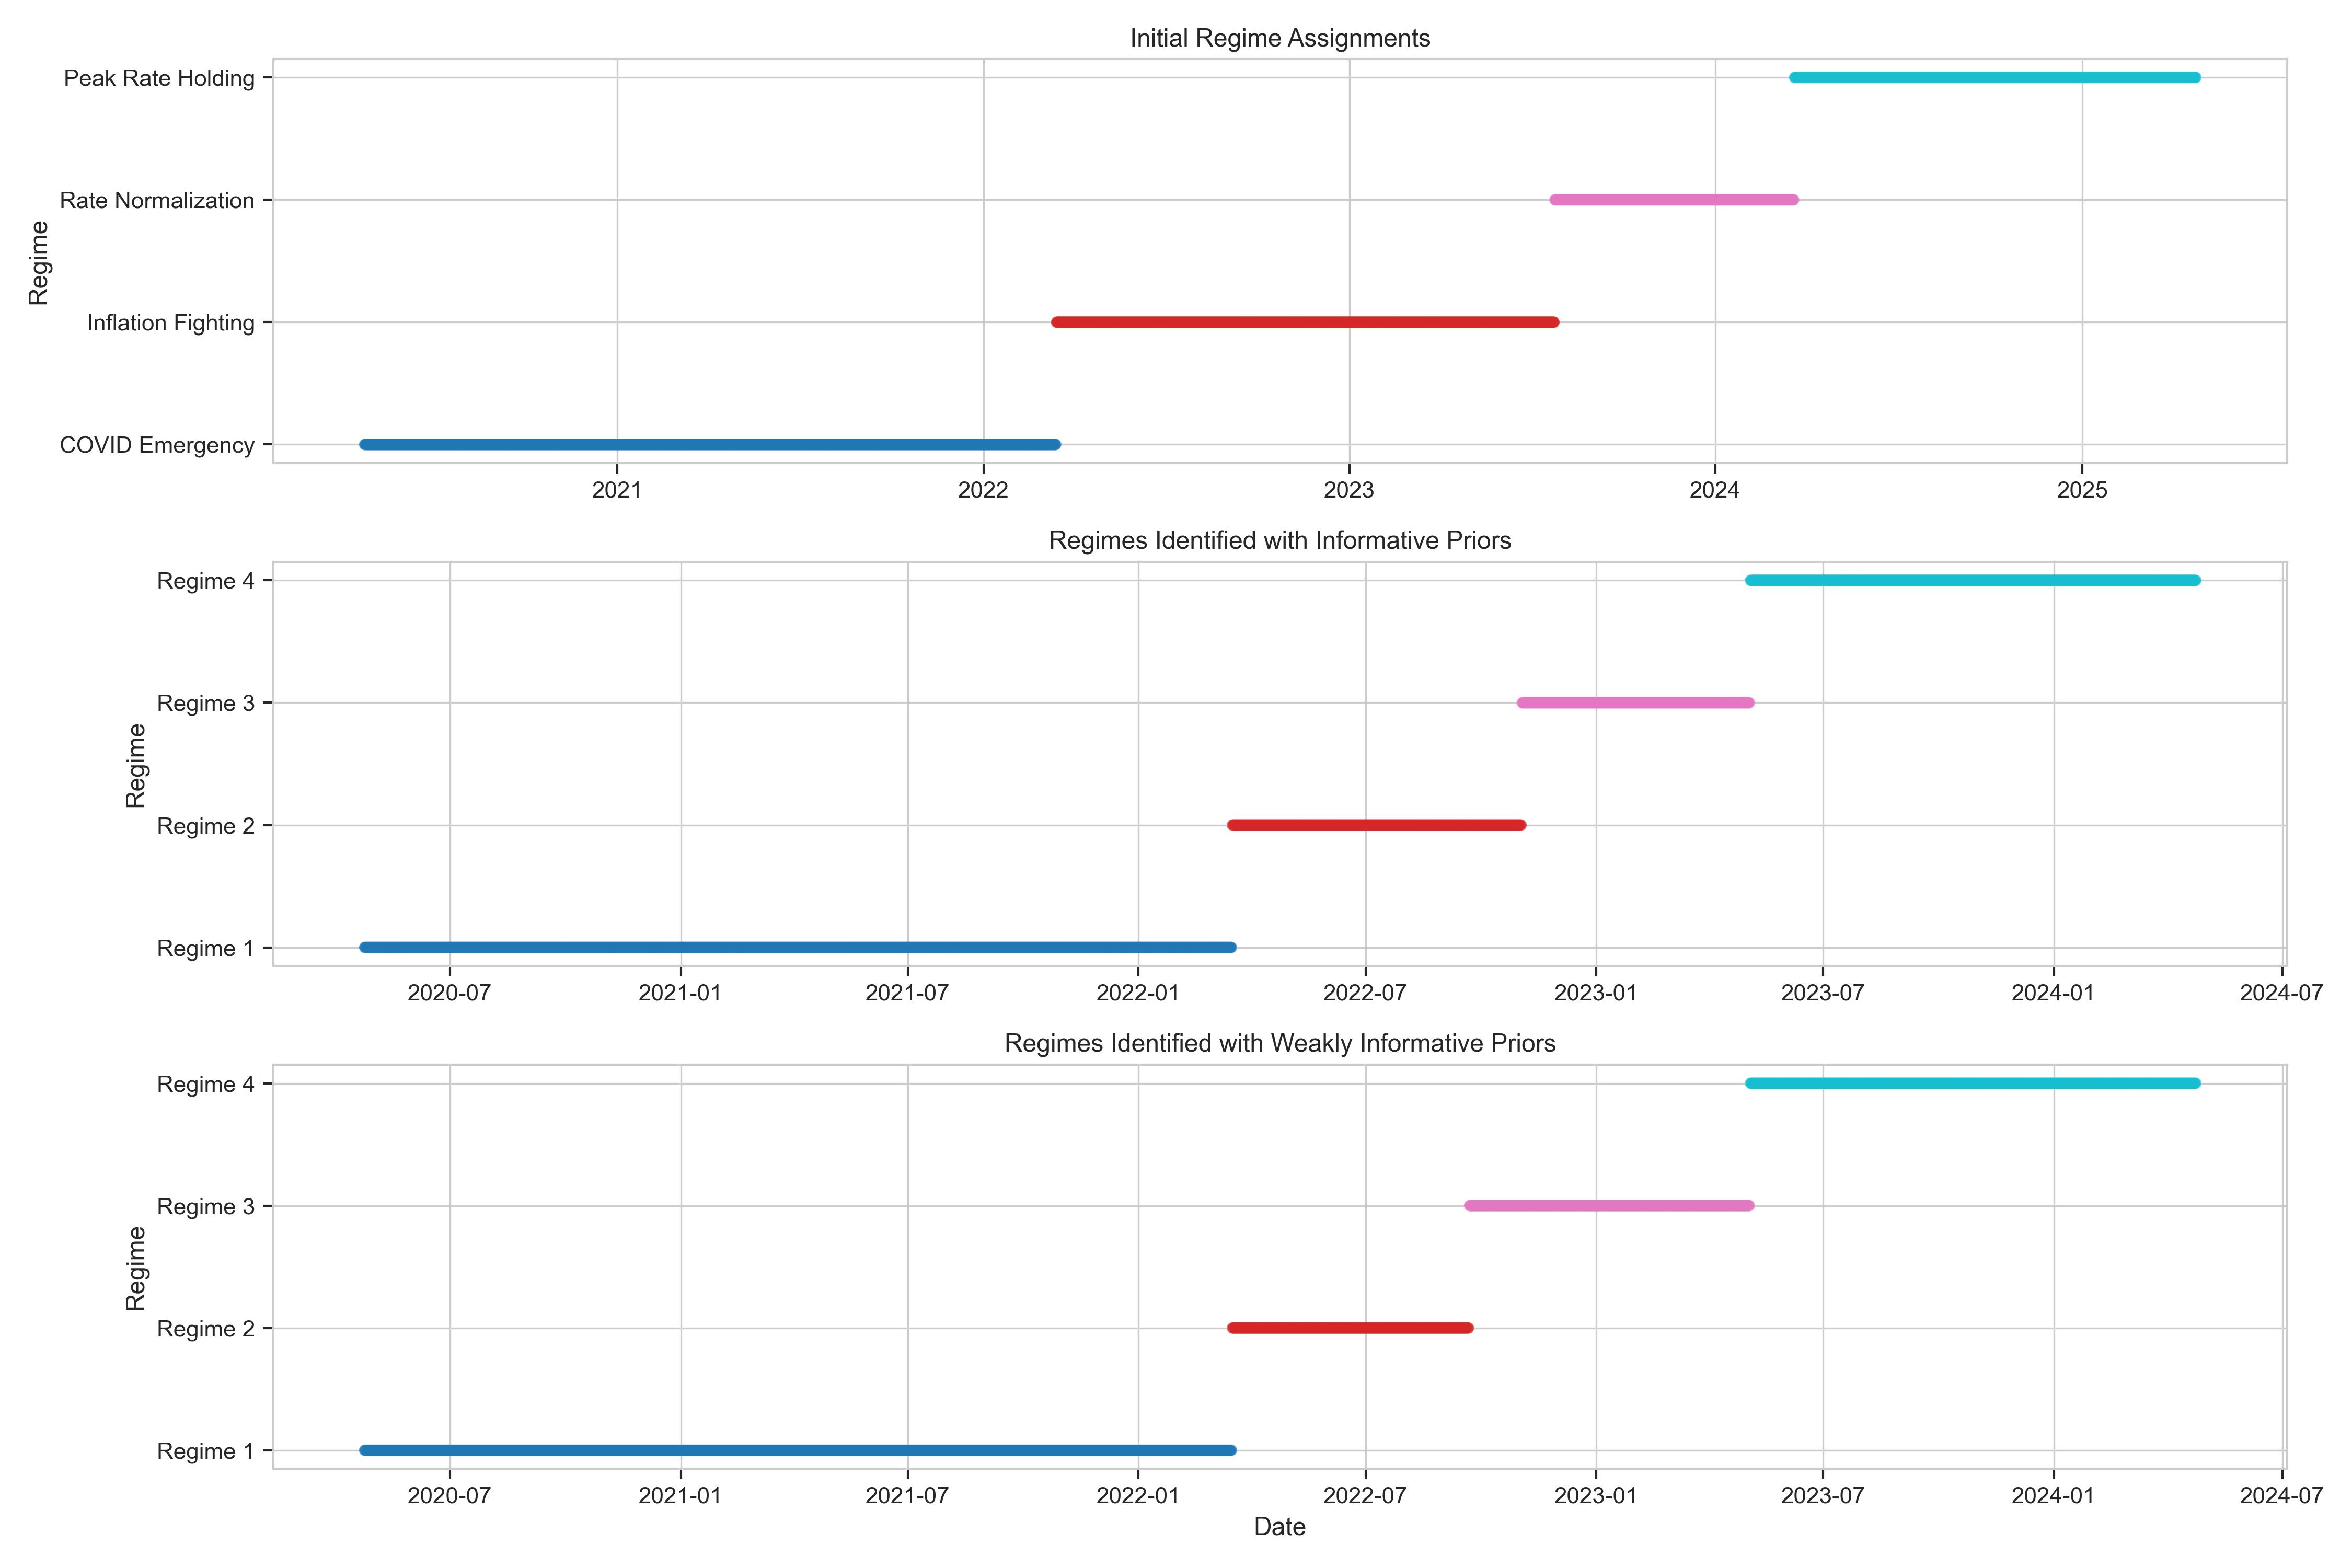 Initial Regime Assignments
Peak Rate Holding
Rate Normalization
Inflation Fighting
COVID Emergency
Regime
2021 2022 2023 2024 2025
Regimes Identified with Informative Priors
Regime 4
Regime 3
Regime 2
Regime 1
Regime
2020-07 2021-01 2021-07 2022-01 2022-07 2023-01 2023-07 2024-01 2024-07
Regimes Identified with Weakly Informative Priors
Regime 4
Regime 3
Regime 2
Regime 1
Regime
2020-07 2021-01 2021-07 2022-01 2022-07 2023-01 2023-07 2024-01 2024-07
Date